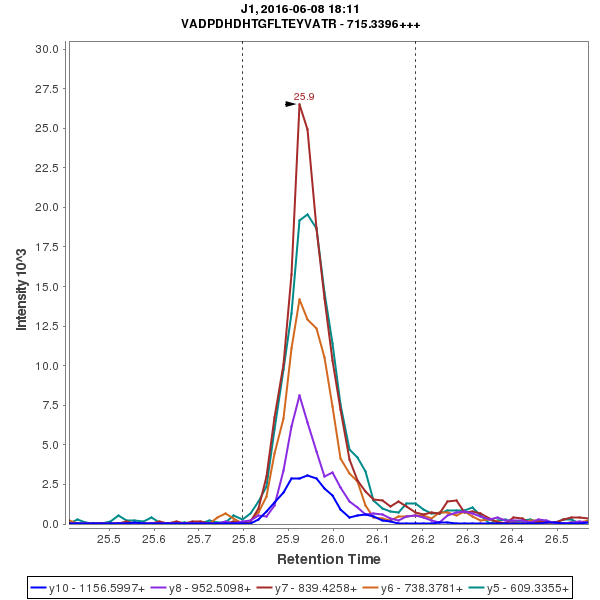 J1, 2016-06-08 18:11
VADPDHDHTGFLTEYVATR - 715.3396+++
Intensity 10^3
30.0
27.5
25.0
22.5
20.0
17.5
15.0
12.5
10.0
7.5
5.0
2.5
0.0
25.9
25.5 25.6 25.7 25.8 25.9 26.0 26.1 26.2 26.3 26.4 26.5
Retention Time
y10 - 1156.5997+ y8 - 952.5098+ y7 - 839.4258+ y6 - 738.3781+ y5 - 609.3355+